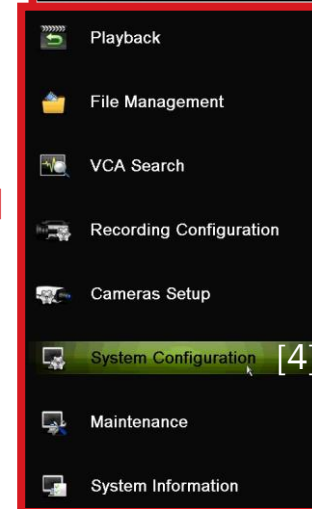 Playback
File Management
VCA Search
Recording Configuration
Cameras Setup
System Configuration [4]
Maintenance
System Information